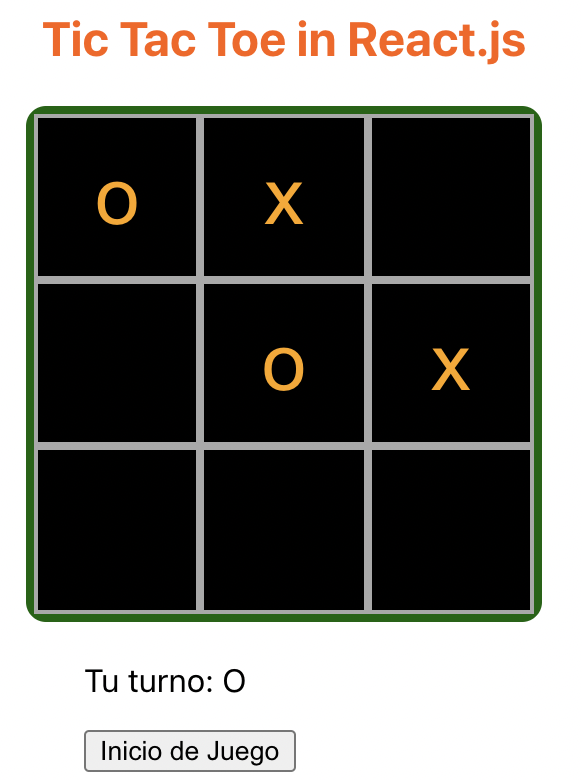 Tic Tac Toe in React.js
O X
O X
Tu turno: O
Inicio de Juego